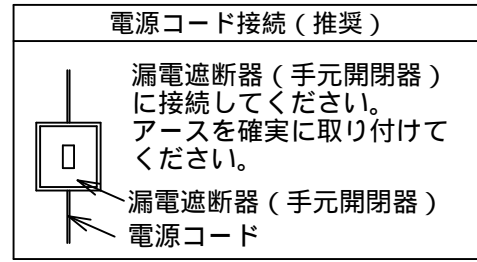 電源コード接続(推奨)
漏電遮断器(手元開閉器)
に接続してください。
アースを確実に取り付けて
ください。
漏電遮断器(手元開閉器)
電源コード